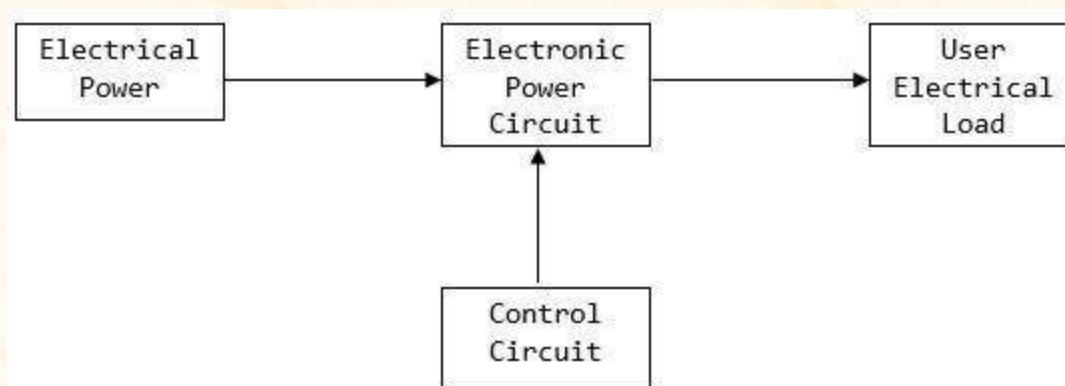 Electrical
Power
Electronic
Power
Circuit
User
Electrical
Load
Control
Circuit